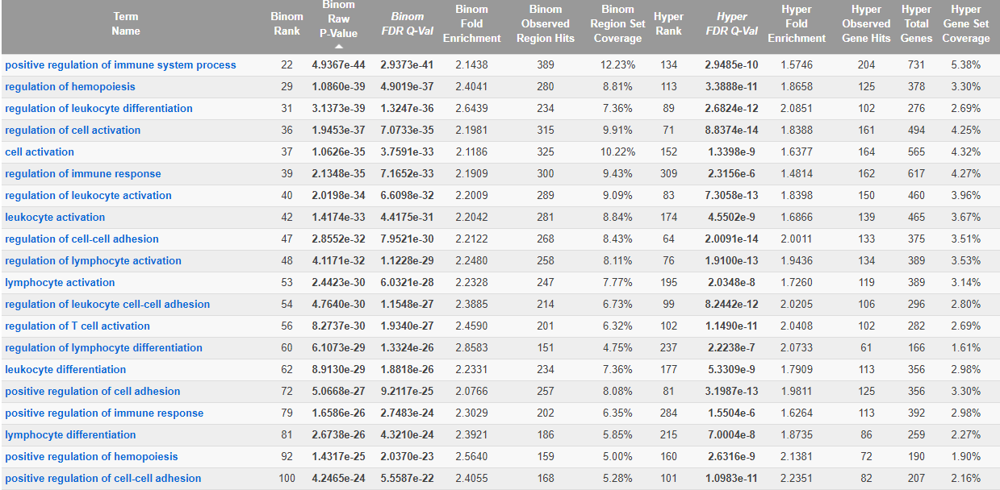 Term Name Binom Rank Binom Raw P-Value Binom FDR Q-Val Binom Fold Enrichment Binom Observed Region Hits Binom Region Set Coverage Hyper Rank Hyper FDR Q-Val Hyper Fold Enrichment Hyper Observed Gene Hits Hyper Total Genes Hyper Gene Set Coverage
positive regulation of immune system process 22 4.9367e-44 2.9373e-41 2.1438 389 12.23% 134 2.9485e-10 1.5746 204 731 5.38%
regulation of hemopoiesis 29 1.0860e-39 4.9019e-37 2.4041 280 8.81% 113 3.3888e-11 1.8658 125 378 3.30%
regulation of leukocyte differentiation 31 3.1373e-39 1.3247e-36 2.6439 234 7.36% 89 2.6824e-12 2.0851 102 276 2.69%
regulation of cell activation 36 1.9453e-37 7.0733e-35 2.1981 315 9.91% 71 8.8374e-14 1.8388 161 494 4.25%
cell activation 37 1.0626e-35 3.7591e-33 2.1186 325 10.22% 152 1.3398e-9 1.6377 164 565 4.32%
regulation of immune response 39 2.1348e-35 7.1652e-33 2.1909 300 9.43% 309 2.3156e-6 1.4814 162 617 4.27%
regulation of leukocyte activation 40 2.0198e-34 6.6098e-32 2.2009 289 9.09% 83 7.3058e-13 1.8398 150 460 3.96%
leukocyte activation 42 1.4174e-33 4.4175e-31 2.2042 281 8.84% 174 4.5502e-9 1.6866 139 465 3.67%
regulation of cell-cell adhesion 47 2.8552e-32 7.9521e-30 2.2122 268 8.43% 64 2.0091e-14 2.0011 133 375 3.51%
regulation of lymphocyte activation 48 4.1171e-32 1.1228e-29 2.2480 258 8.11% 76 1.9100e-13 1.9436 134 389 3.53%
lymphocyte activation 53 2.4423e-30 6.0321e-28 2.2328 247 7.77% 195 2.0348e-8 1.7260 119 389 3.14%
regulation of leukocyte cell-cell adhesion 54 4.7640e-30 1.1548e-27 2.3885 214 6.73% 99 8.2442e-12 2.0205 106 296 2.80%
regulation of T cell activation 56 8.2737e-30 1.9340e-27 2.4590 201 6.32% 102 1.1490e-11 2.0408 102 282 2.69%
regulation of lymphocyte differentiation 60 6.1073e-29 1.3324e-26 2.8583 151 4.75% 237 2.2238e-7 2.0733 61 166 1.61%
leukocyte differentiation 62 8.9130e-29 1.8818e-26 2.2331 234 7.36% 177 5.3309e-9 1.7909 113 356 2.98%
positive regulation of cell adhesion 72 5.0668e-27 9.2117e-25 2.0766 257 8.08% 81 3.1987e-13 1.9811 125 356 3.30%
positive regulation of immune response 79 1.6586e-26 2.7483e-24 2.3029 202 6.35% 284 1.5504e-6 1.6264 113 392 2.98%
lymphocyte differentiation 81 2.6738e-26 4.3210e-24 2.3921 186 5.85% 215 7.0004e-8 1.8735 86 259 2.27%
positive regulation of hemopoiesis 92 1.4317e-25 2.0370e-23 2.5640 159 5.00% 160 2.6316e-9 2.1381 72 190 1.90%
positive regulation of cell-cell adhesion 100 4.2465e-24 5.5587e-22 2.4055 168 5.28% 101 1.0983e-11 2.2351 82 207 2.16%